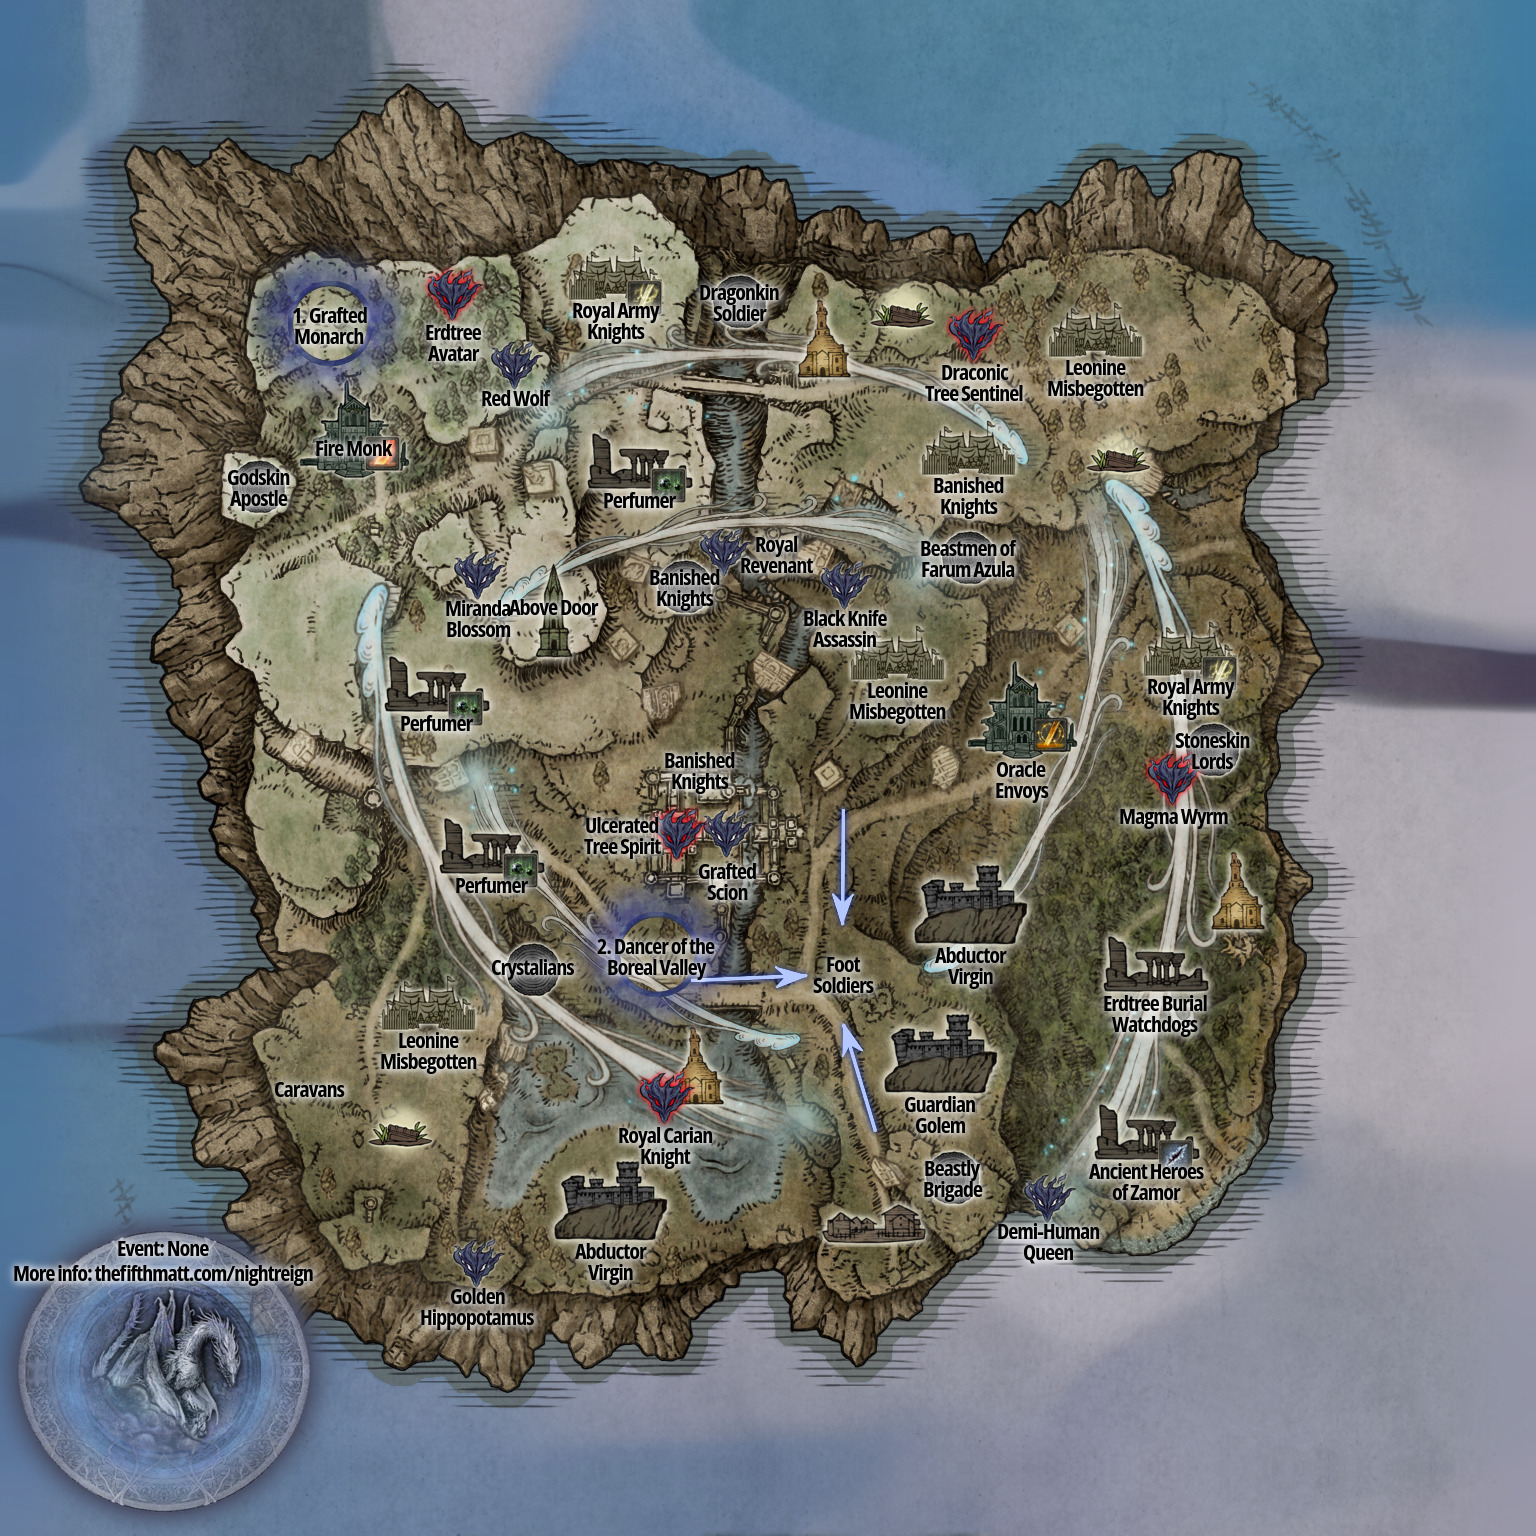 1. Grafted
Monarch
Erdtree
Avatar
Red Wolf
Royal Army
Knights
Dragonkin
Soldier
Draconic
Tree Sentinel
Leonine
Misbegotten
Fire Monk
Godskin
Apostle
Perfumer
Banished
Knights
Royal
Revenant
Banished
Knights
Beastmen of
Farum Azula
Miranda
Blossom
Above Door
Black Knife
Assassin
Leonine
Misbegotten
Royal Army
Knights
Perfumer
Stoneskin
Lords
Banished
Knights
Oracle
Envoys
Magma Wyrm
Ulcerated
Tree Spirit
Grafted
Scion
Perfumer
2. Dancer of the
Boreal Valley
Crystalians
Foot
Soldiers
Abductor
Virgin
Erdtree Burial
Watchdogs
Leonine
Misbegotten
Caravans
Guardian
Golem
Royal Carian
Knight
Beastly
Brigade
Ancient Heroes
of Zamor
Demi-Human
Queen
Abductor
Virgin
Golden
Hippopotamus
Event: None
More info: thefifthmatt.com/nightreign